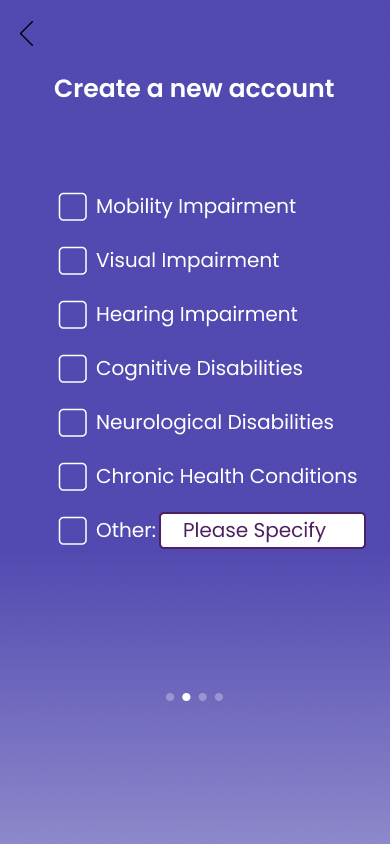 Create a new account
Mobility Impairment
Visual Impairment
Hearing Impairment
Cognitive Disabilities
Neurological Disabilities
Chronic Health Conditions
Other: Please Specify